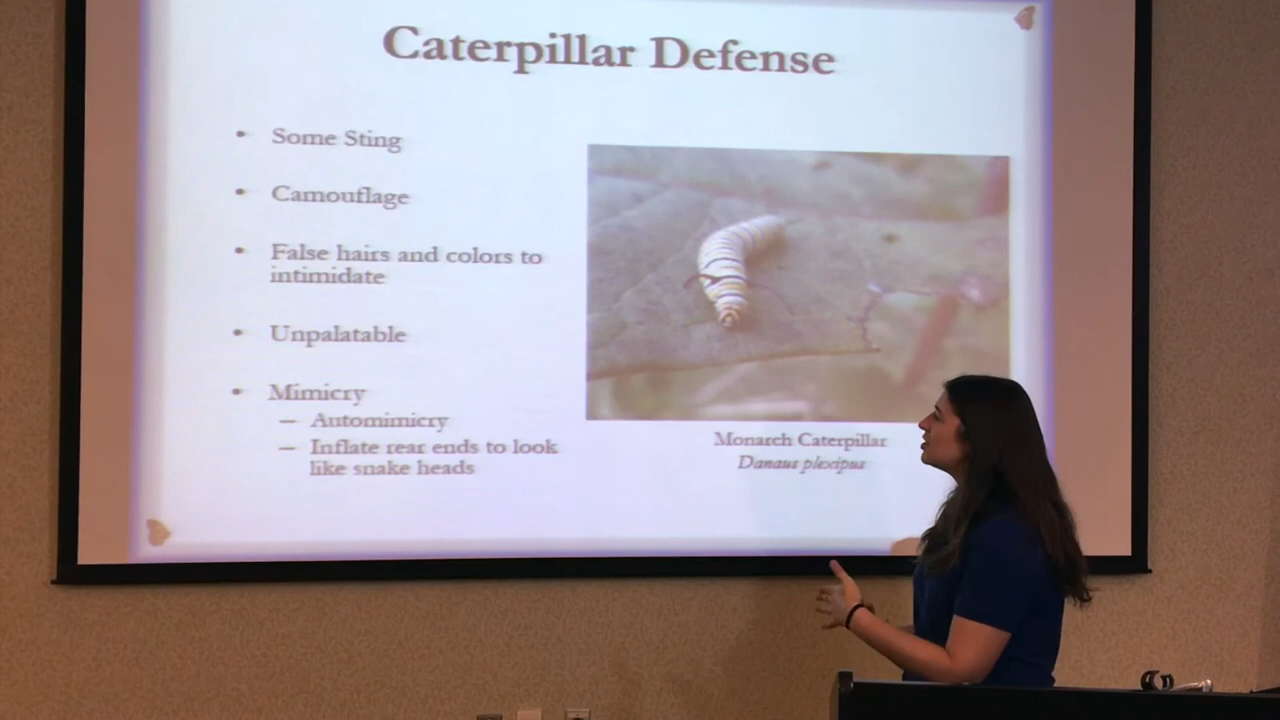 Caterpillar Defense
• Some Sting
• Camouflage
• False hairs and colors to
intimidate
• Unpalatable
• Mimicry
– Automimicry
– Inflate rear ends to look
like snake heads
Monarch Caterpillar
Danaus plexipus